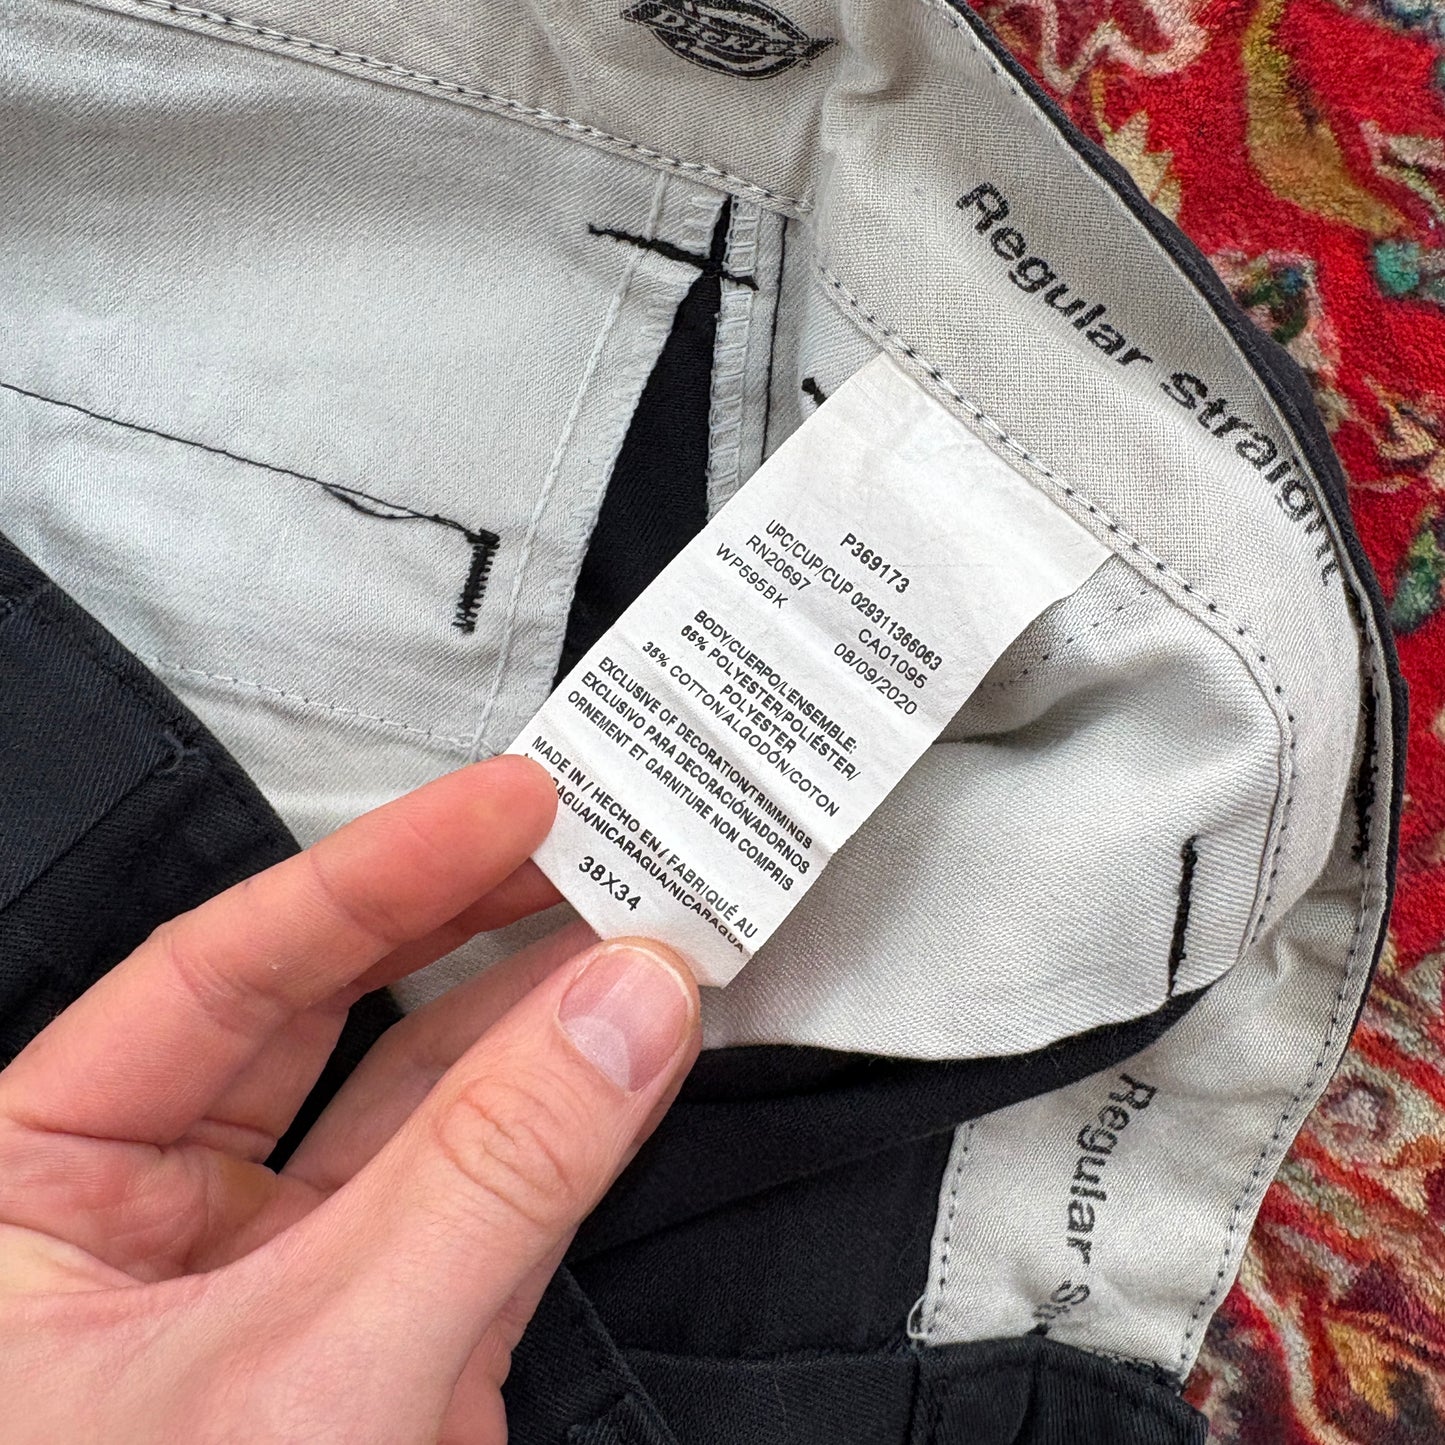 Dickies
Regular Straight
P369173
UPC/CUP/CUP 029311366063
RN20697 CA01095
WP595BK 08/09/2020
BODY/CUERPO/L'ENSEMBLE:
65% POLYESTER/POLIÉSTER/
POLYESTER
35% COTTON/ALGODÓN/COTON
EXCLUSIVE OF DECORATION/TRIMMINGS
EXCLUSIVO PARA DECORACIÓN/ADORNOS
ORNEMENT ET GARNITURE NON COMPRIS
MADE IN / HECHO EN / FABRIQUÉ AU
NICARAGUA/NICARAGUA/NICARAGUA
38X34
Regular St